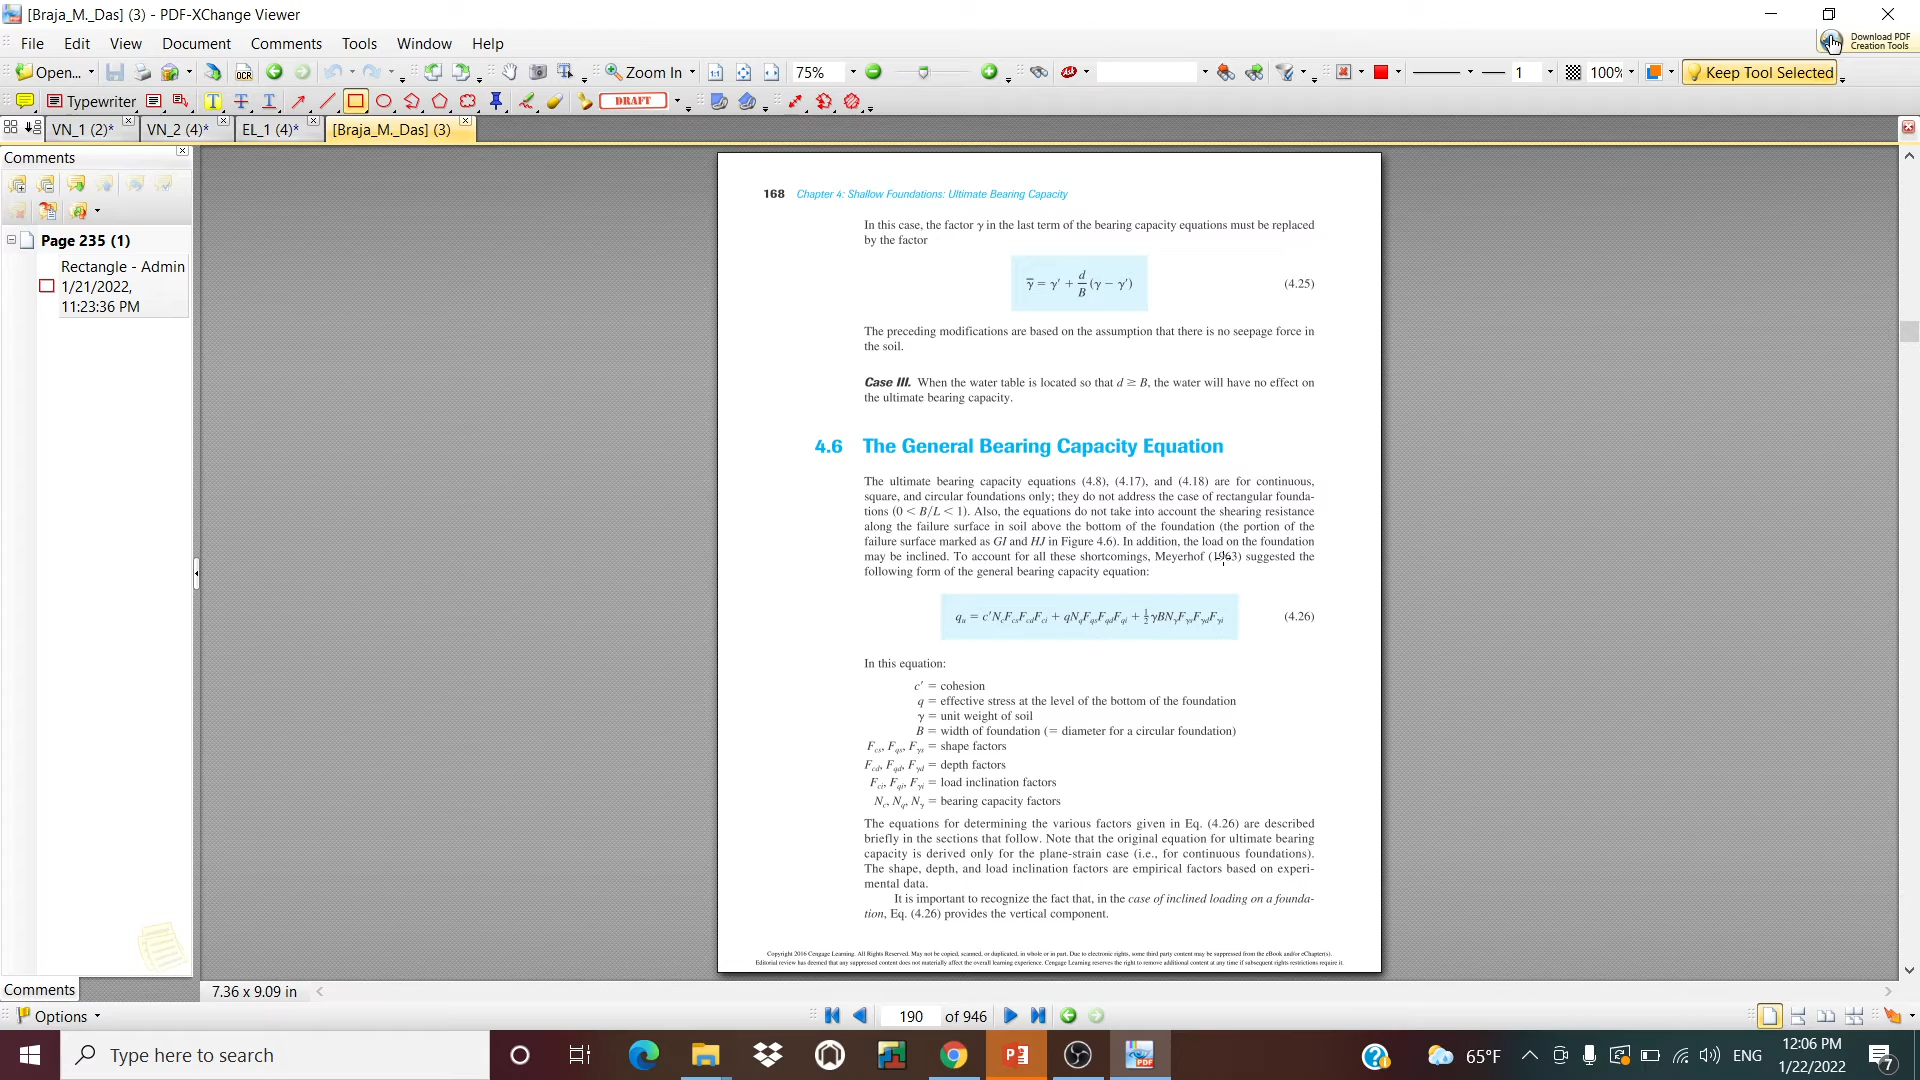 [Braja_M._Das] (3) - PDF-XChange Viewer
File Edit View Document Comments Tools Window Help
Download PDF
Creation Tools
Open... OCR Zoom In 75% 1 100% Keep Tool Selected
Typewriter DRAFT
VN_1 (2)* VN_2 (4)* EL_1 (4)* [Braja_M._Das] (3)
Comments
Page 235 (1)
Rectangle - Admin
1/21/2022,
11:23:36 PM
168 Chapter 4: Shallow Foundations: Ultimate Bearing Capacity
In this case, the factor γ in the last term of the bearing capacity equations must be replaced
by the factor
γ̅ = γ′ + d/B (γ − γ′) (4.25)
The preceding modifications are based on the assumption that there is no seepage force in
the soil.
Case III. When the water table is located so that d ≥ B, the water will have no effect on
the ultimate bearing capacity.
4.6 The General Bearing Capacity Equation
The ultimate bearing capacity equations (4.8), (4.17), and (4.18) are for continuous,
square, and circular foundations only; they do not address the case of rectangular founda-
tions (0 < B/L < 1). Also, the equations do not take into account the shearing resistance
along the failure surface in soil above the bottom of the foundation (the portion of the
failure surface marked as GI and HJ in Figure 4.6). In addition, the load on the foundation
may be inclined. To account for all these shortcomings, Meyerhof (1963) suggested the
following form of the general bearing capacity equation:
qu = c′NcFcsFcdFci + qNqFqsFqdFqi + ½γBNγFγsFγdFγi (4.26)
In this equation:
c′ = cohesion
q = effective stress at the level of the bottom of the foundation
γ = unit weight of soil
B = width of foundation (= diameter for a circular foundation)
Fcs, Fqs, Fγs = shape factors
Fcd, Fqd, Fγd = depth factors
Fci, Fqi, Fγi = load inclination factors
Nc, Nq, Nγ = bearing capacity factors
The equations for determining the various factors given in Eq. (4.26) are described
briefly in the sections that follow. Note that the original equation for ultimate bearing
capacity is derived only for the plane-strain case (i.e., for continuous foundations).
The shape, depth, and load inclination factors are empirical factors based on experi-
mental data.
It is important to recognize the fact that, in the case of inclined loading on a founda-
tion, Eq. (4.26) provides the vertical component.
Copyright 2016 Cengage Learning. All Rights Reserved. May not be copied, scanned, or duplicated, in whole or in part. Due to electronic rights, some third party content may be suppressed from the eBook and/or eChapter(s).
Editorial review has deemed that any suppressed content does not materially affect the overall learning experience. Cengage Learning reserves the right to remove additional content at any time if subsequent rights restrictions require it.
Comments 7.36 x 9.09 in
Options 190 of 946
Type here to search 65°F ENG 12:06 PM
1/22/2022
7